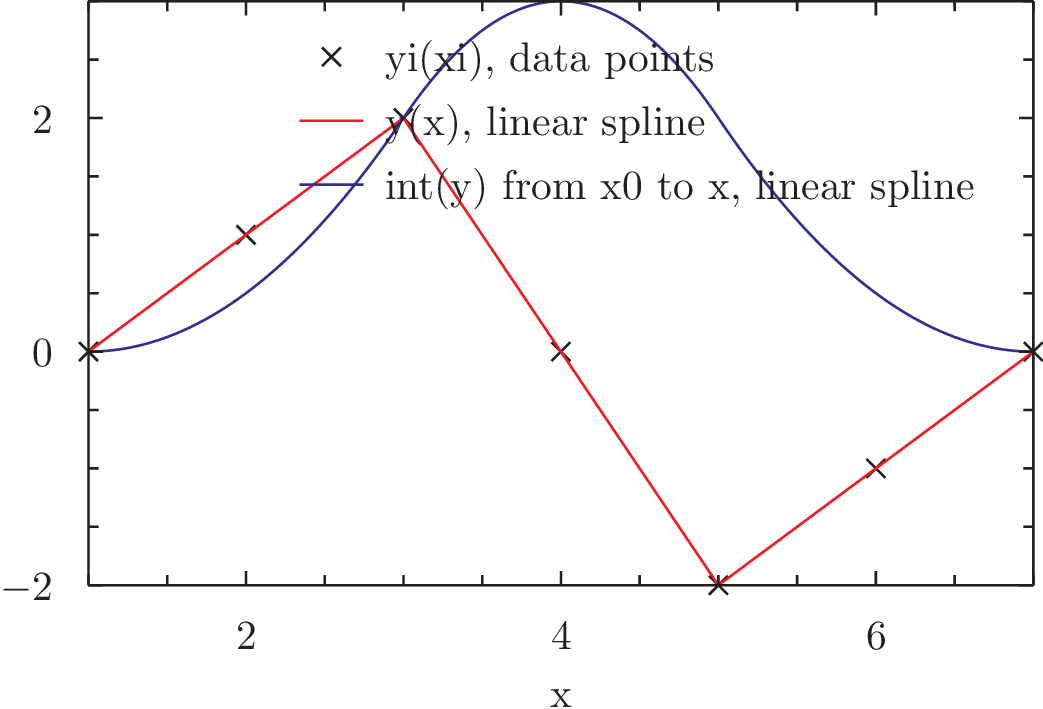 yi(xi), data points
y(x), linear spline
int(y) from x0 to x, linear spline
2
0
−2
2 4 6
x